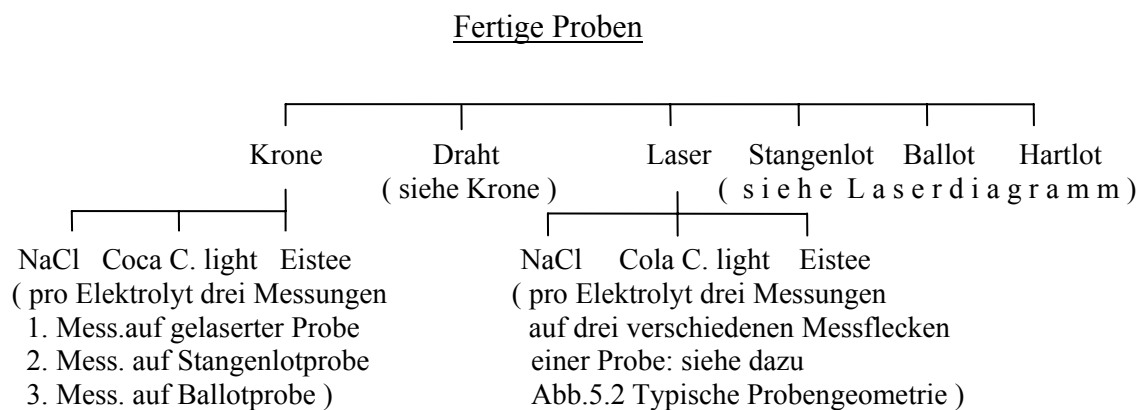 Fertige Proben
Krone Draht Laser Stangenlot Ballot Hartlot
( siehe Krone ) ( s i e h e L a s e r d i a g r a m m )
NaCl Coca C. light Eistee NaCl Cola C. light Eistee
( pro Elektrolyt drei Messungen ( pro Elektrolyt drei Messungen
1. Mess.auf gelaserter Probe auf drei verschiedenen Messflecken
2. Mess. auf Stangenlotprobe einer Probe: siehe dazu
3. Mess. auf Ballotprobe ) Abb.5.2 Typische Probengeometrie )